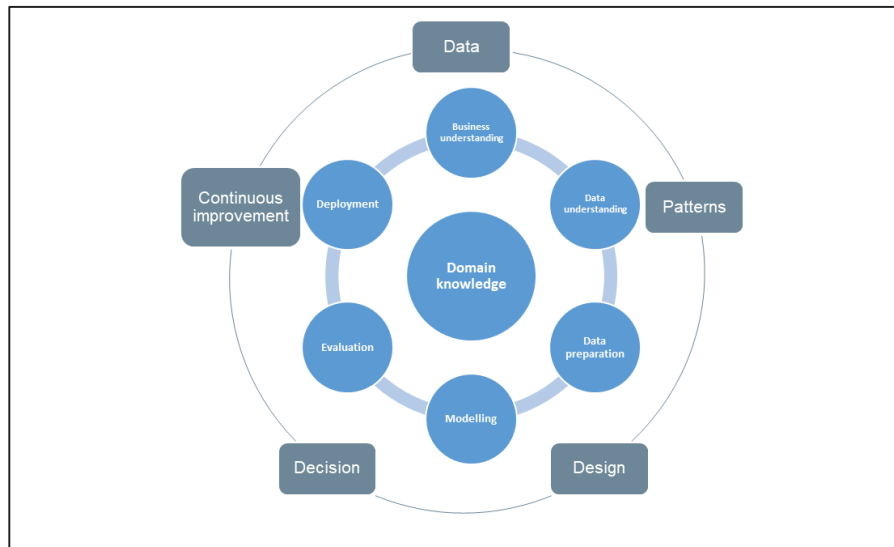 Data
Business
understanding
Continuous
improvement
Deployment
Data
understanding
Patterns
Domain
knowledge
Evaluation
Data
preparation
Modelling
Decision
Design